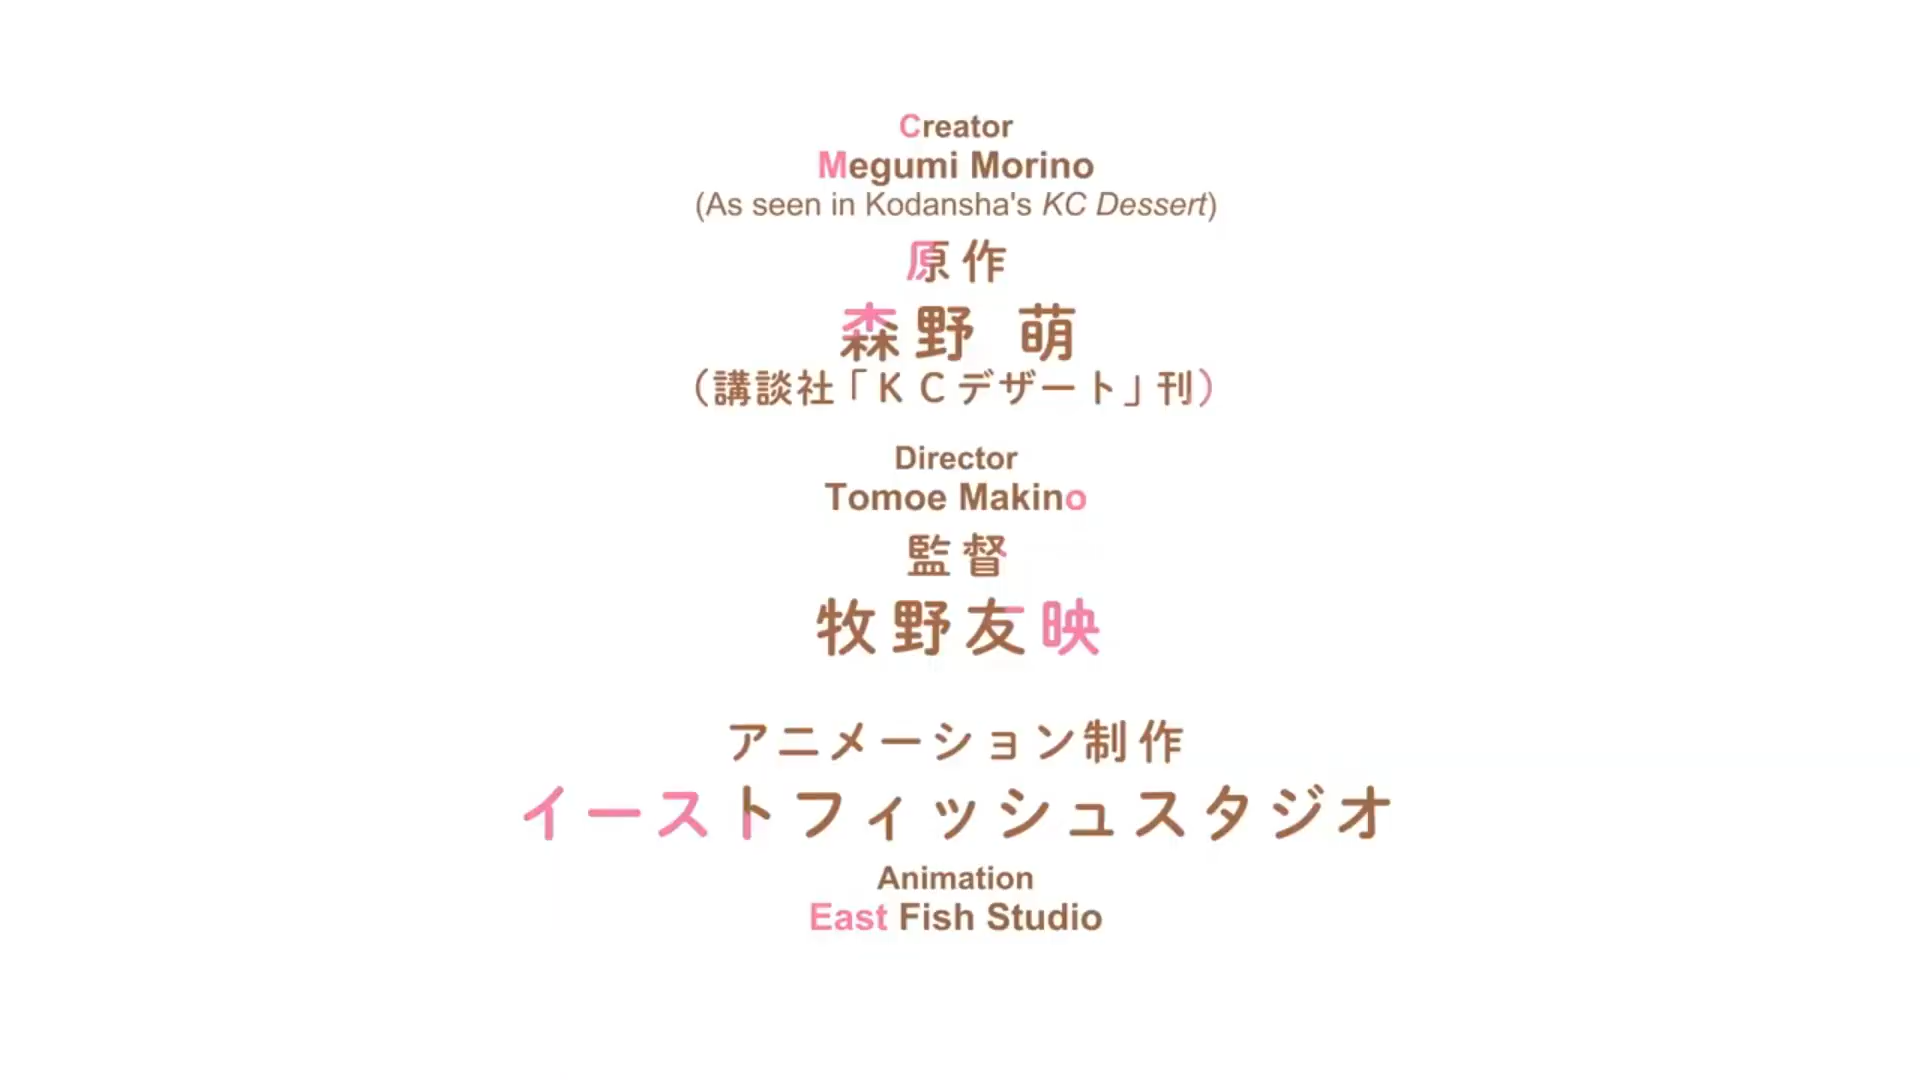 Creator
Megumi Morino
(As seen in Kodansha's KC Dessert)
原作
森野 萌
（講談社「ＫＣデザート」刊）
Director
Tomoe Makino
監督
牧野友映
アニメーション制作
イーストフィッシュスタジオ
Animation
East Fish Studio